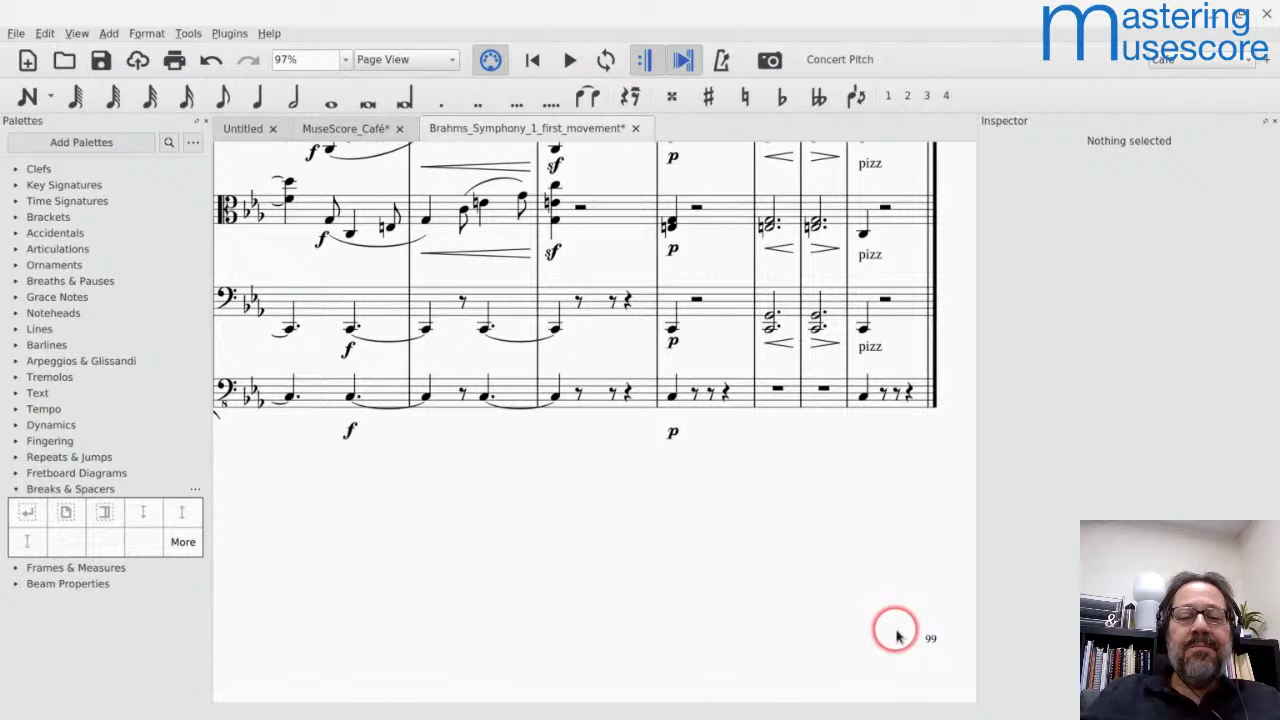 mastering
musescore
File Edit View Add Format Tools Plugins Help
97% Page View Concert Pitch
1 2 3 4
Palettes
Inspector
Untitled MuseScore_Café* Brahms_Symphony_1_first_movement*
Add Palettes
Nothing selected
Clefs
Key Signatures
Time Signatures
Brackets
Accidentals
Articulations
Ornaments
Breaths & Pauses
Grace Notes
Noteheads
Lines
Barlines
Arpeggios & Glissandi
Tremolos
Text
Tempo
Dynamics
Fingering
Repeats & Jumps
Fretboard Diagrams
Breaks & Spacers
More
Frames & Measures
Beam Properties
f sf p pizz
f sf p pizz
f p pizz
f p
99